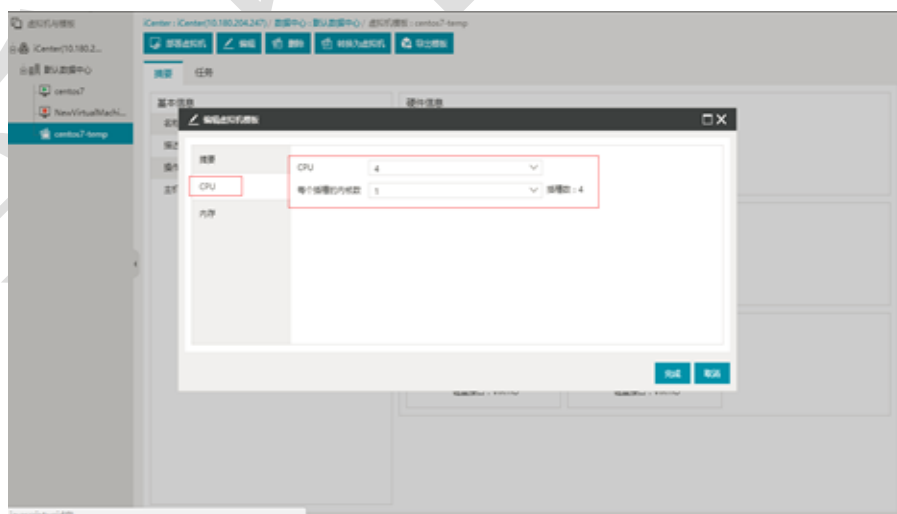 虚拟机与模板
iCenter : iCenter(10.180.204.247) / 数据中心 : 默认数据中心 / 虚拟机模板 : centos7-temp
iCenter(10.180.2...
默认数据中心
centos7
NewVirtualMachi...
centos7-temp
部署虚拟机 编辑 删除 转换为虚拟机 导出模板
摘要 任务
基本信息
硬件信息
编辑虚拟机模板
摘要
CPU
内存
CPU 4
每个插槽的内核数 1 插槽数：4
完成 取消